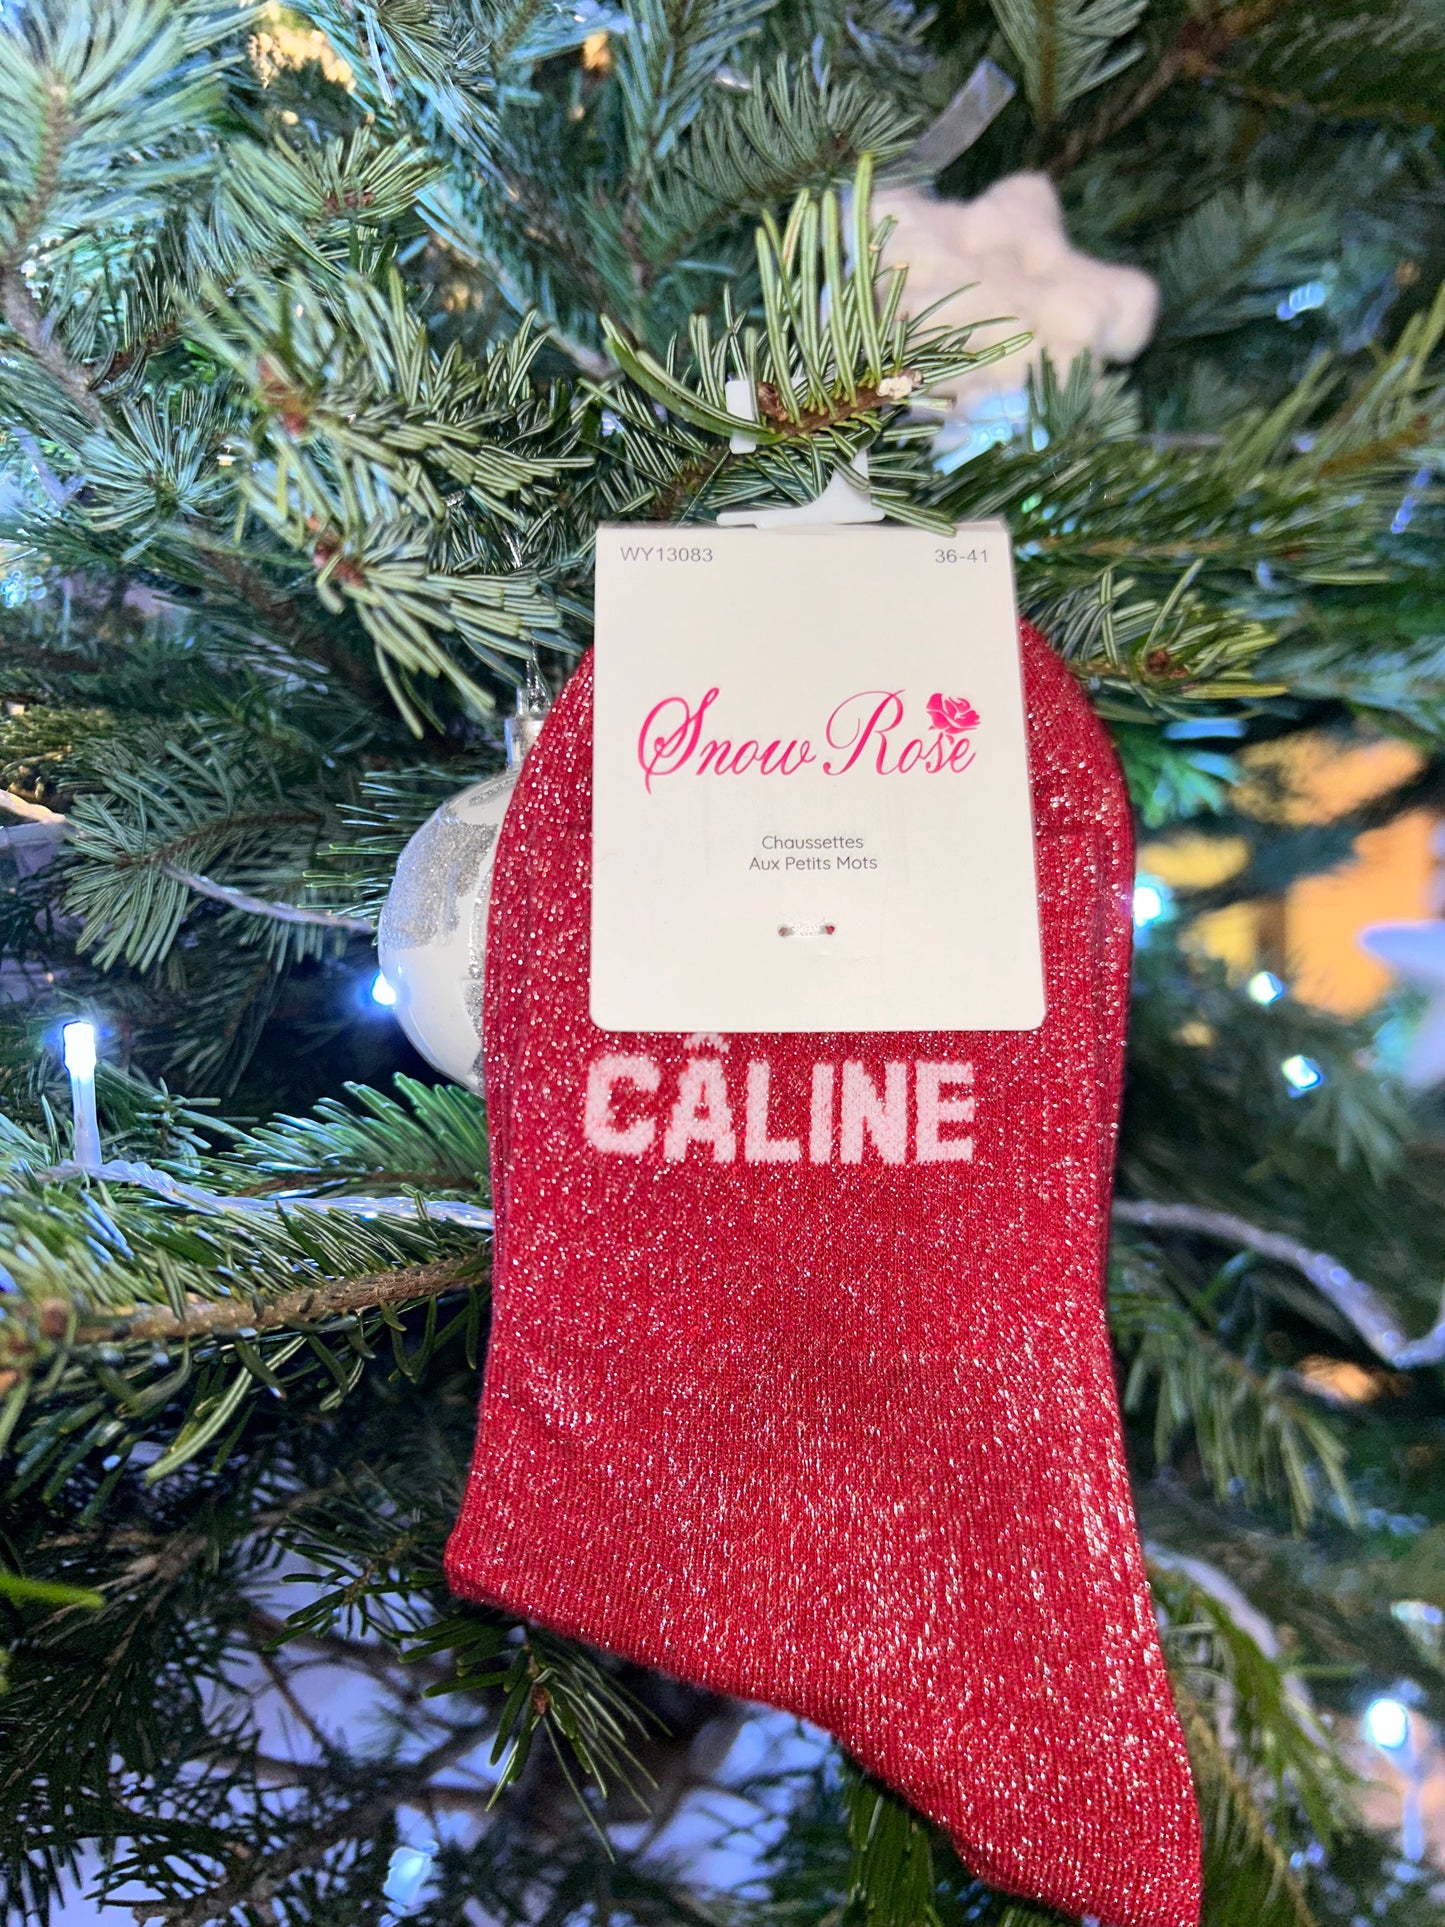 WY13083 36-41
Snow Rose
Chaussettes
Aux Petits Mots
CÂLINE